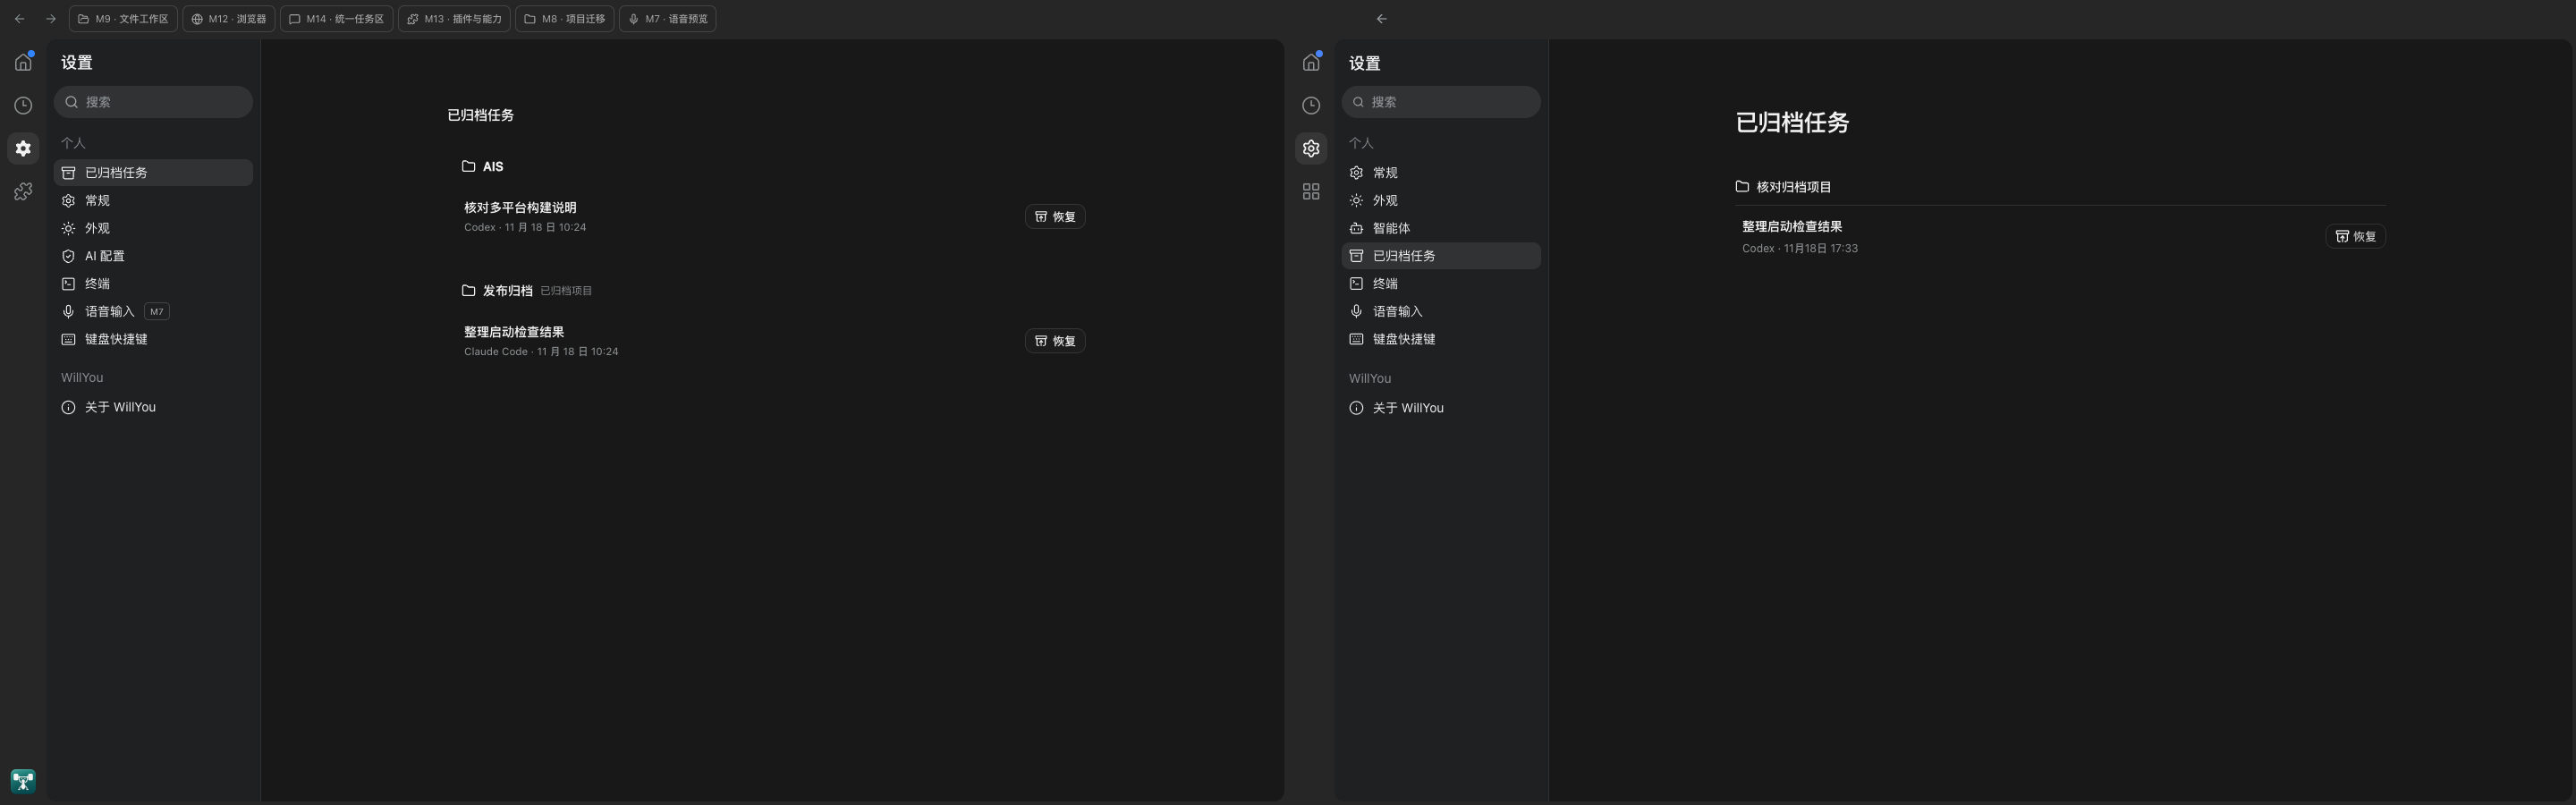 M9 · 文件工作区
M12 · 浏览器
M14 · 统一任务区
M13 · 插件与能力
M8 · 项目迁移
M7 · 语音预览
设置
搜索
个人
已归档任务
常规
外观
AI 配置
终端
语音输入 M7
键盘快捷键
WillYou
关于 WillYou
已归档任务
AIS
核对多平台构建说明
Codex · 11 月 18 日 10:24
恢复
发布归档 已归档项目
整理启动检查结果
Claude Code · 11 月 18 日 10:24
恢复
设置
搜索
个人
常规
外观
智能体
已归档任务
终端
语音输入
键盘快捷键
WillYou
关于 WillYou
已归档任务
核对归档项目
整理启动检查结果
Codex · 11月18日 17:33
恢复